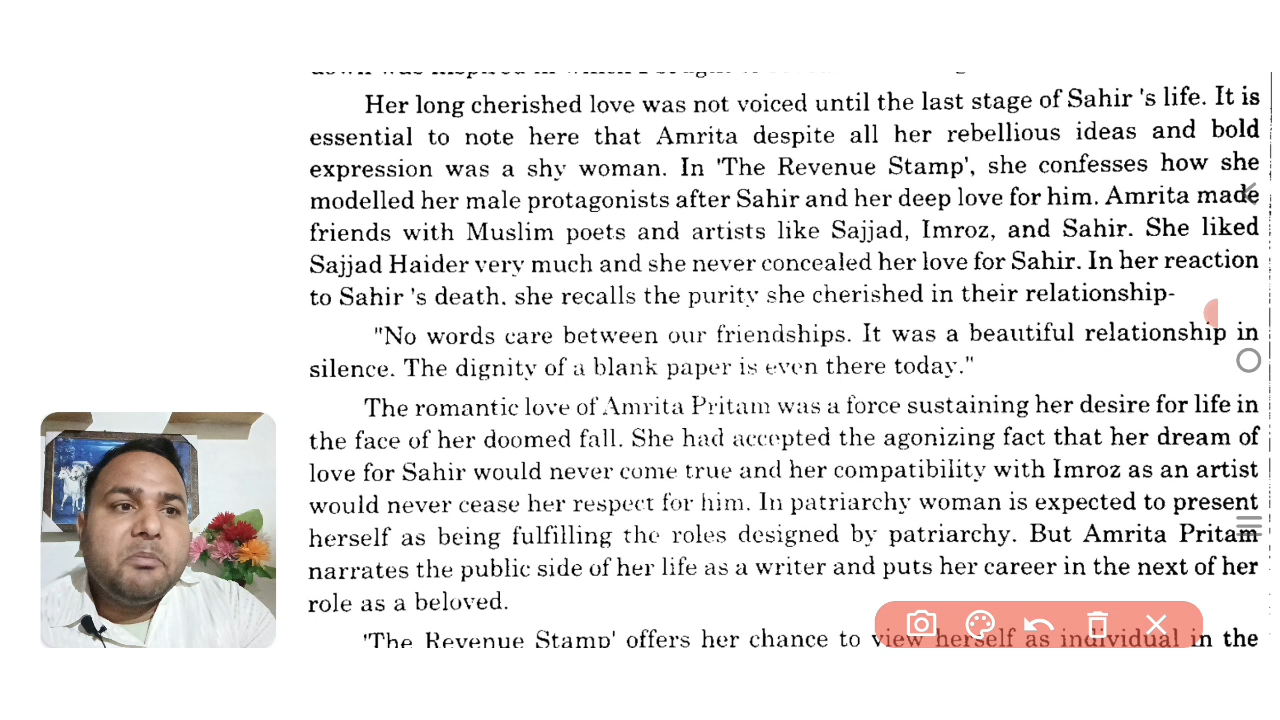 Her long cherished love was not voiced until the last stage of Sahir 's life. It is
essential to note here that Amrita despite all her rebellious ideas and bold
expression was a shy woman. In 'The Revenue Stamp', she confesses how she
modelled her male protagonists after Sahir and her deep love for him. Amrita made
friends with Muslim poets and artists like Sajjad, Imroz, and Sahir. She liked
Sajjad Haider very much and she never concealed her love for Sahir. In her reaction
to Sahir 's death, she recalls the purity she cherished in their relationship-
"No words care between our friendships. It was a beautiful relationship in
silence. The dignity of a blank paper is even there today."
The romantic love of Amrita Pritam was a force sustaining her desire for life in
the face of her doomed fall. She had accepted the agonizing fact that her dream of
love for Sahir would never come true and her compatibility with Imroz as an artist
would never cease her respect for him. In patriarchy woman is expected to present
herself as being fulfilling the roles designed by patriarchy. But Amrita Pritam
narrates the public side of her life as a writer and puts her career in the next of her
role as a beloved.
'The Revenue Stamp' offers her chance to view herself as individual in the